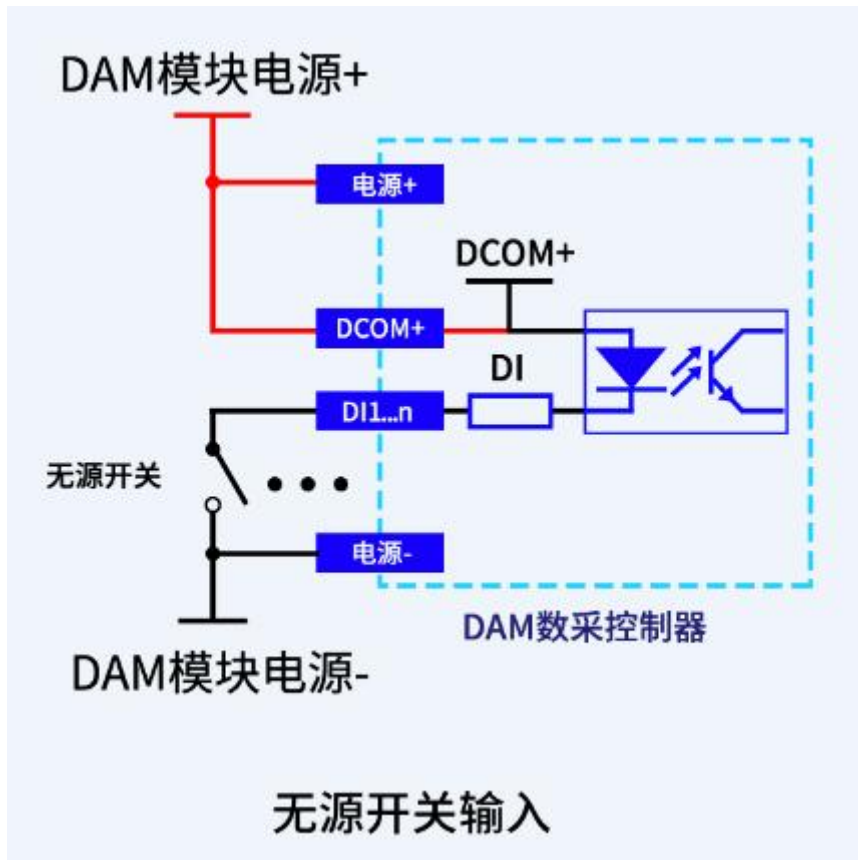 DAM模块电源+
电源+
DCOM+
DCOM+
DI
DI1...n
无源开关
电源-
DAM数采控制器
DAM模块电源-
无源开关输入